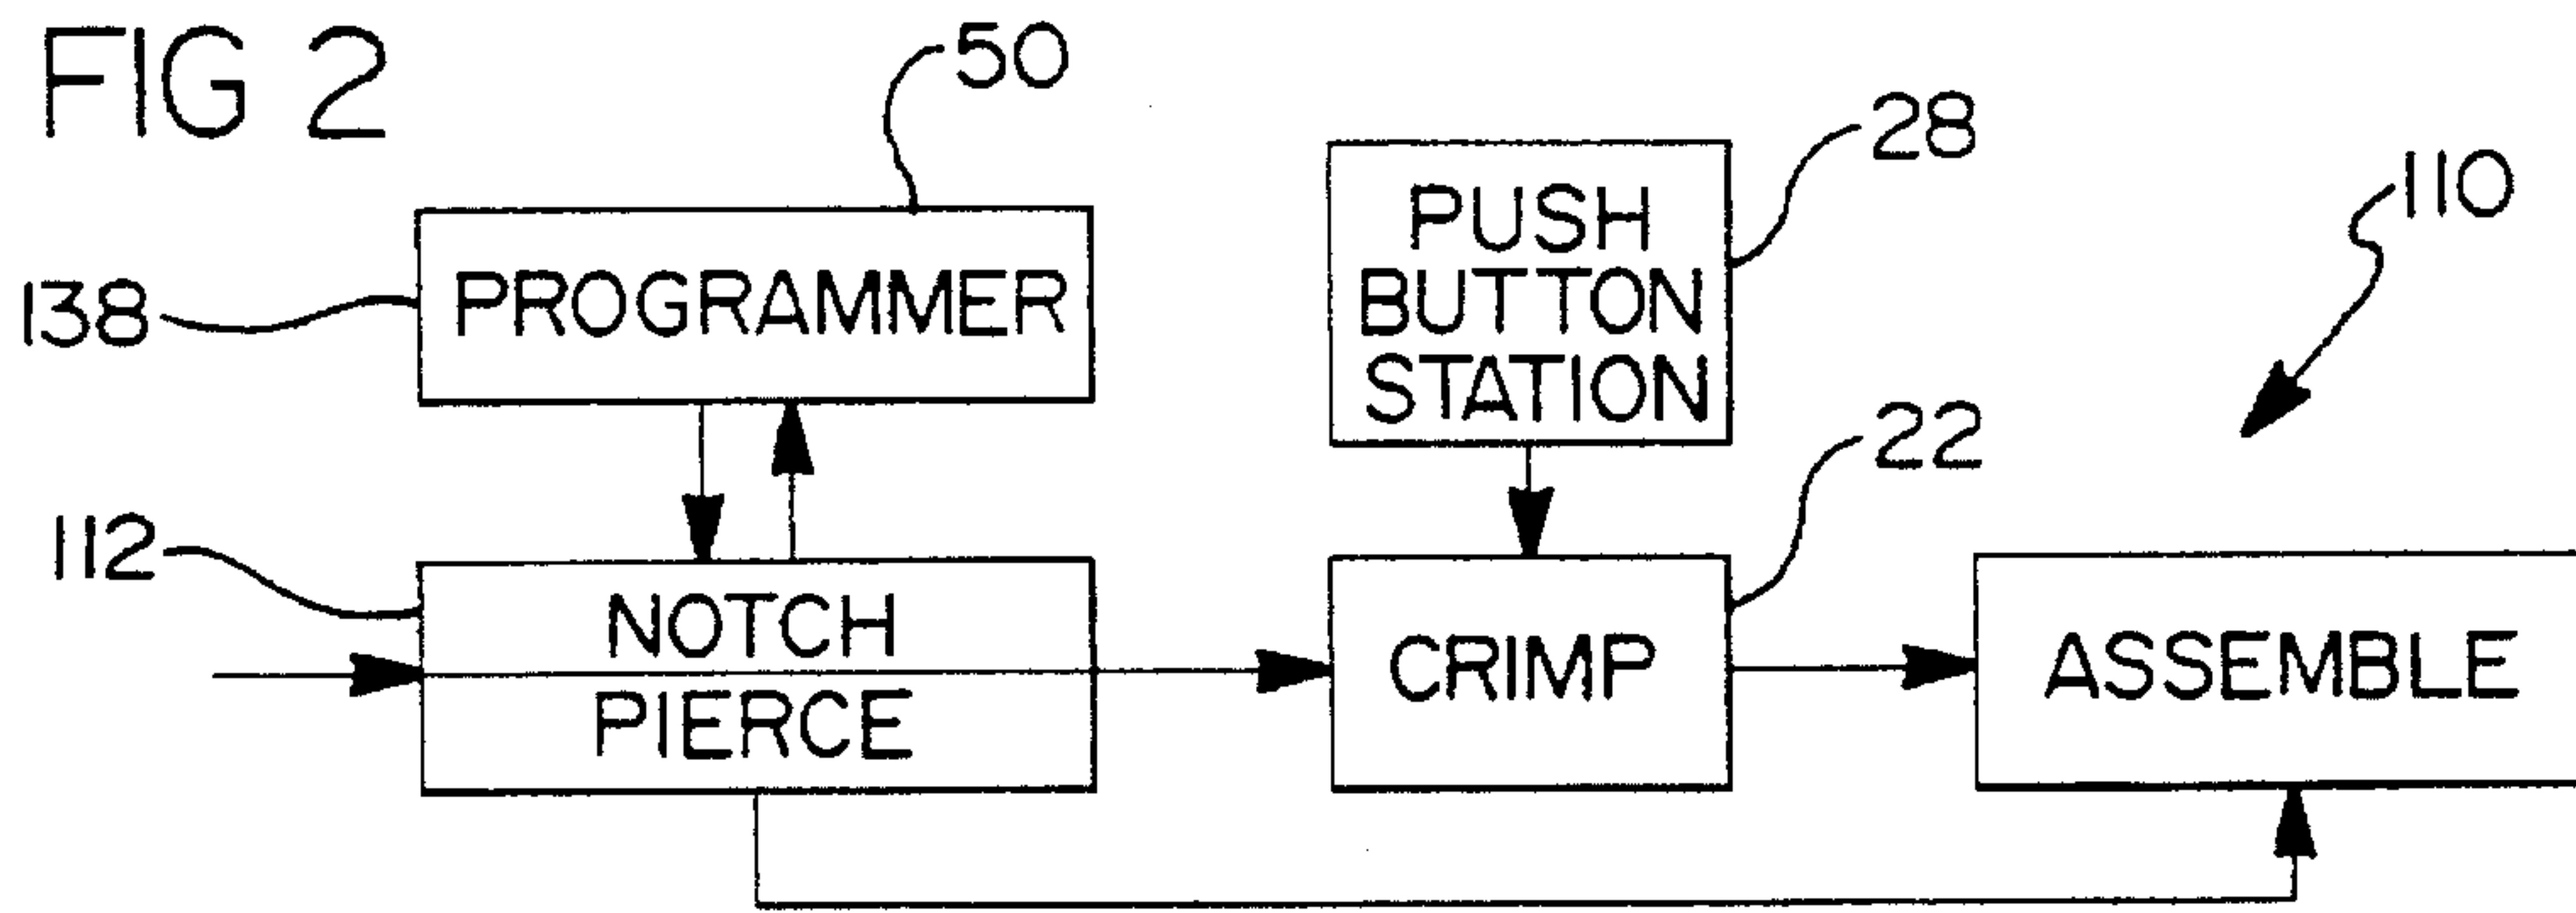 FIG 2
50
28
110
138
PROGRAMMER
PUSH
BUTTON
STATION
22
112
NOTCH
PIERCE
CRIMP
ASSEMBLE